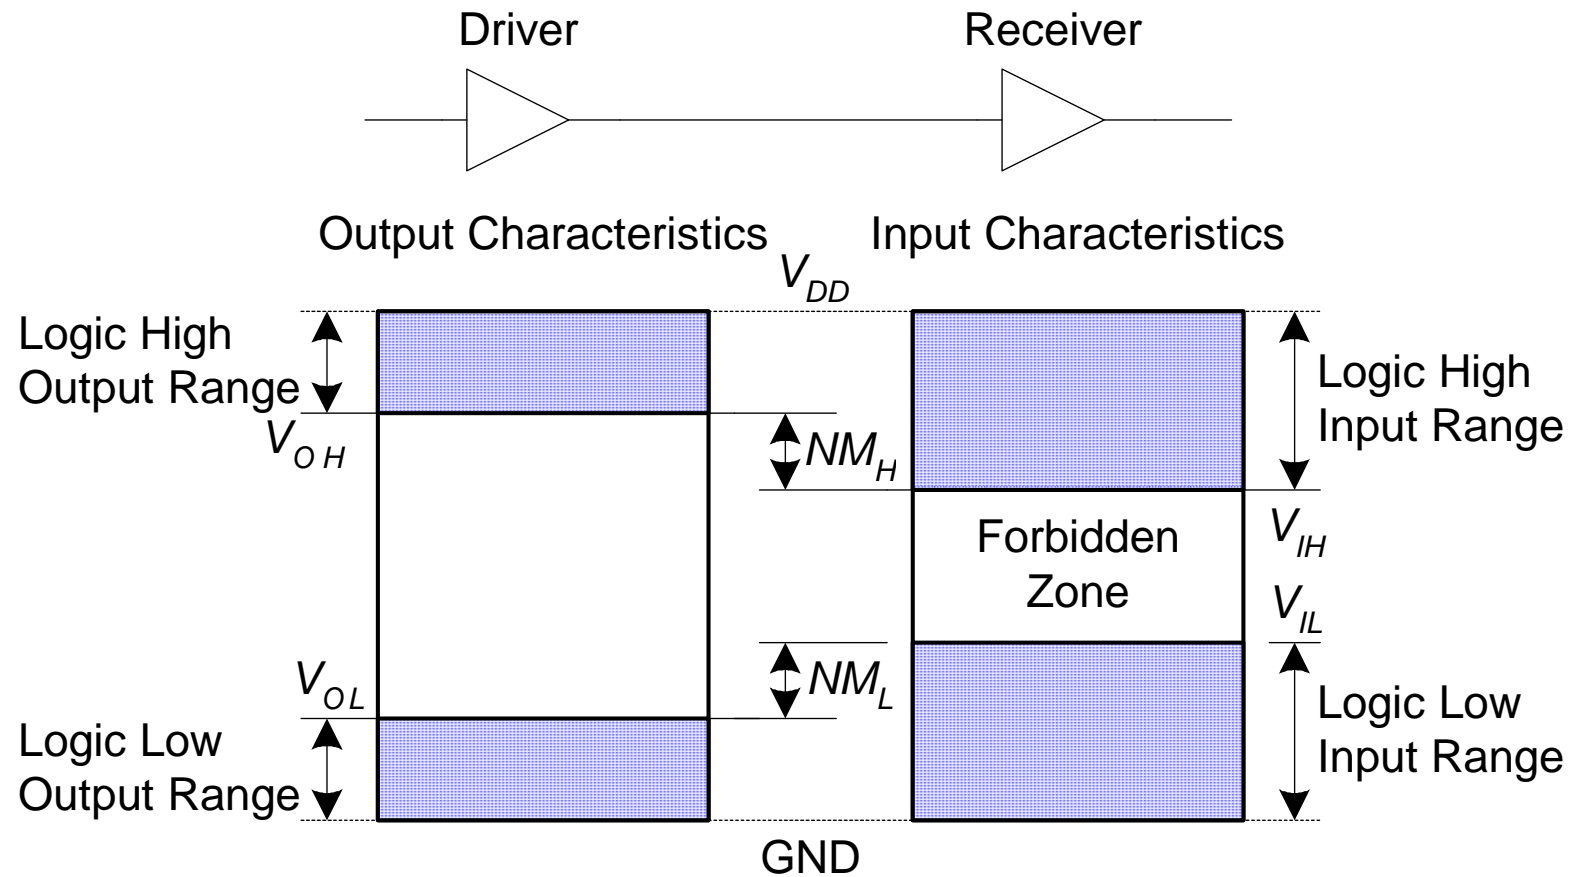 Driver
Receiver
Output Characteristics
Input Characteristics
VDD
Logic High
Output Range
VOH
NMH
Logic High
Input Range
Forbidden
Zone
VIH
VIL
VOL
NML
Logic Low
Output Range
Logic Low
Input Range
GND